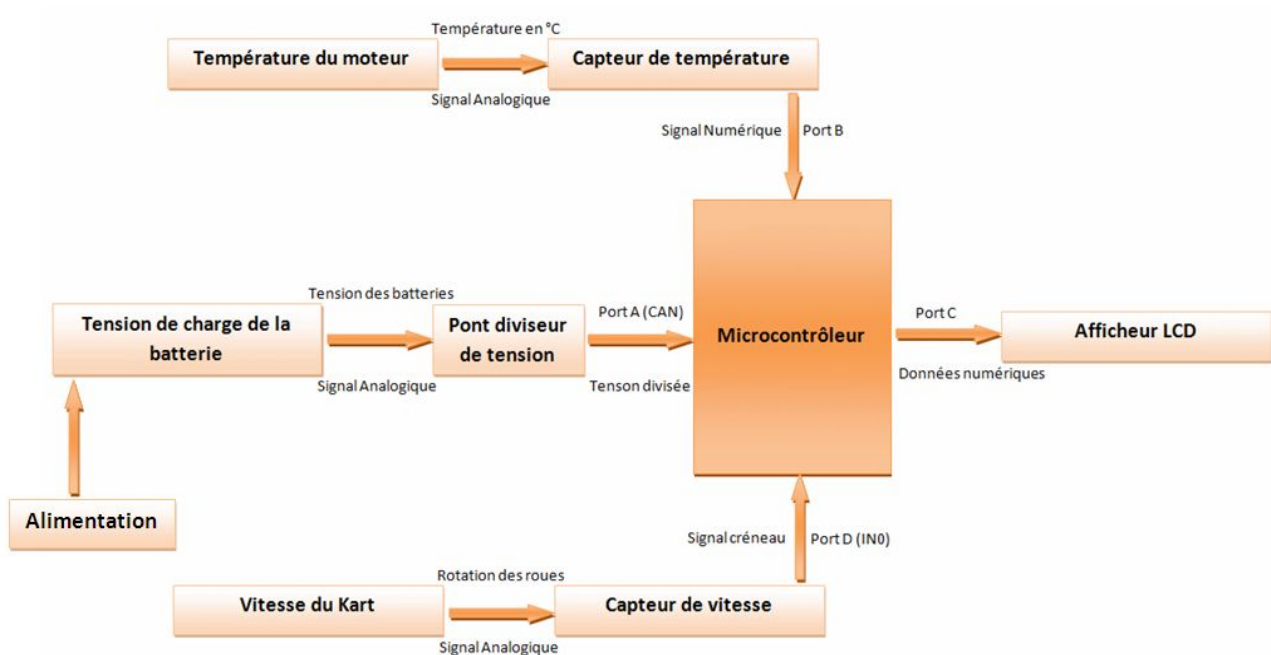 Température en °C
Température du moteur
Capteur de température
Signal Analogique
Signal Numérique
Port B
Tension des batteries
Port A (CAN)
Port C
Tension de charge de la
batterie
Pont diviseur
de tension
Microcontrôleur
Afficheur LCD
Signal Analogique
Tenson divisée
Données numériques
Alimentation
Signal créneau
Port D (IN0)
Rotation des roues
Vitesse du Kart
Capteur de vitesse
Signal Analogique